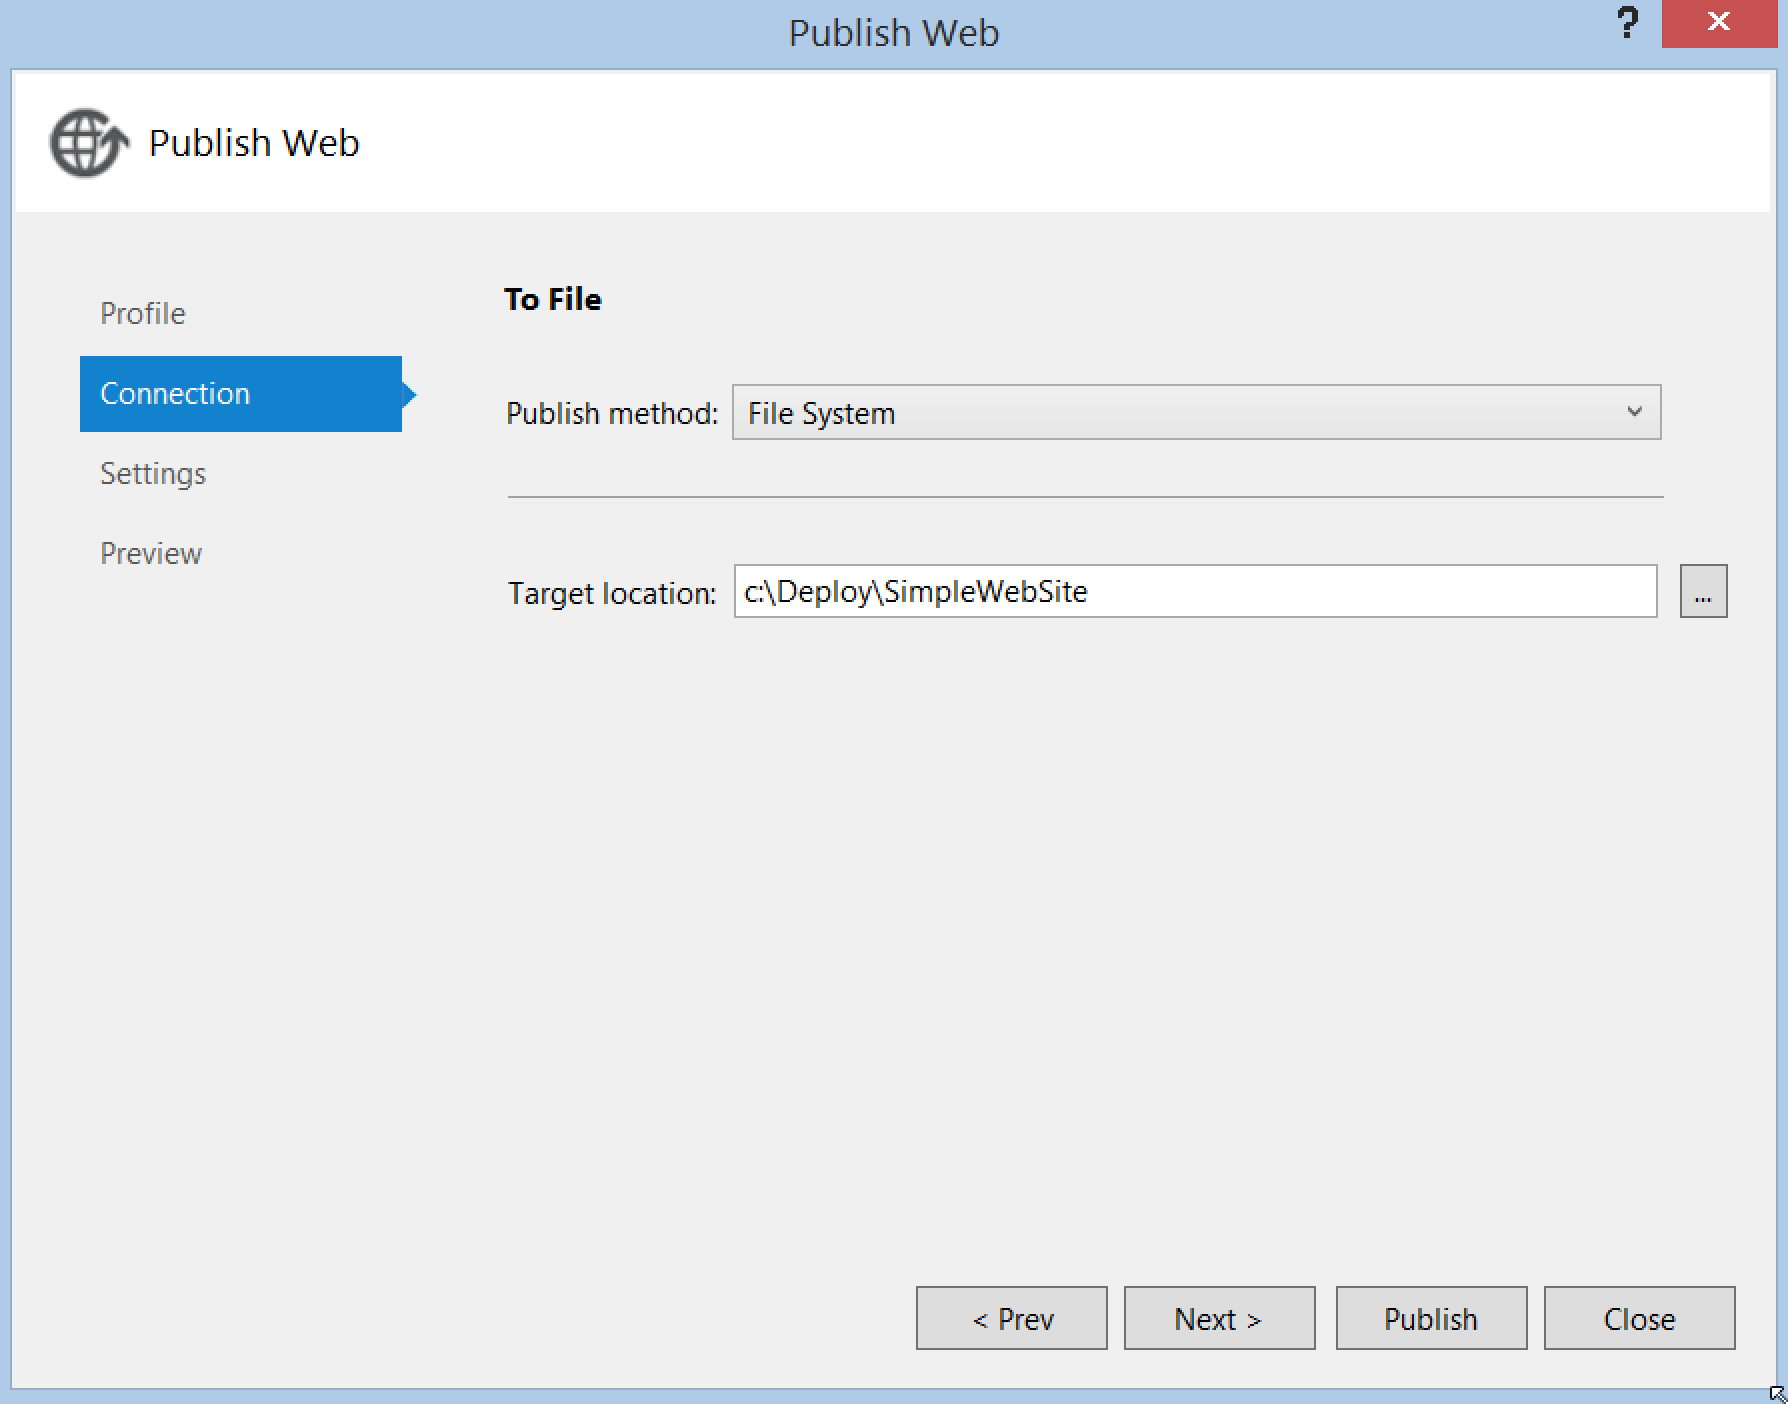 Publish Web
?
Publish Web
Profile
Connection
Settings
Preview
To File
Publish method: File System
Target location: c:\Deploy\SimpleWebSite ...
< Prev Next > Publish Close